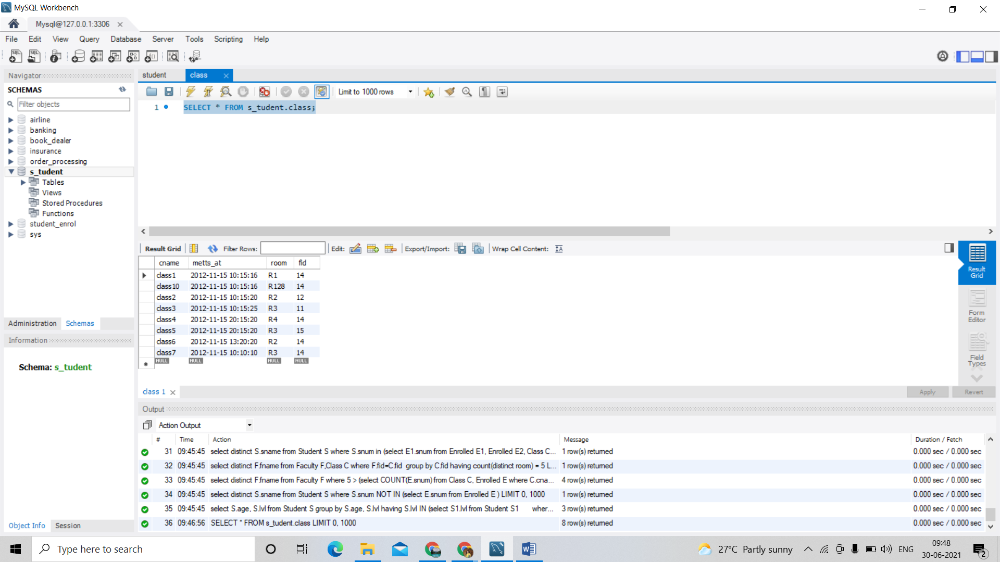 MySQL Workbench
Mysql@127.0.0.1:3306
File Edit View Query Database Server Tools Scripting Help
Navigator
SCHEMAS
Filter objects
airline
banking
book_dealer
insurance
order_processing
s_tudent
Tables
Views
Stored Procedures
Functions
student_enrol
sys
Administration Schemas
Information
Schema: s_tudent
Object Info Session
student class
Limit to 1000 rows
1 SELECT * FROM s_tudent.class;
Result Grid Filter Rows: Edit: Export/Import: Wrap Cell Content:
cname metts_at room fid
class1 2012-11-15 10:15:16 R1 14
class10 2012-11-15 10:15:16 R128 14
class2 2012-11-15 10:15:20 R2 12
class3 2012-11-15 10:15:25 R3 11
class4 2012-11-15 20:15:20 R4 14
class5 2012-11-15 20:15:20 R3 15
class6 2012-11-15 13:20:20 R2 14
class7 2012-11-15 10:10:10 R3 14
NULL NULL NULL NULL
Result
Grid
Form
Editor
Field
Types
class 1
Apply Revert
Output
Action Output
# Time Action Message Duration / Fetch
31 09:45:45 select distinct S.sname from Student S where S.snum in (select E1.snum from Enrolled E1, Enrolled E2, Class C... 1 row(s) returned 0.000 sec / 0.000 sec
32 09:45:45 select distinct F.fname from Faculty F,Class C where F.fid=C.fid group by C.fid having count(distinct room) = 5 L... 1 row(s) returned 0.000 sec / 0.000 sec
33 09:45:45 select distinct F.fname from Faculty F where 5 > (select COUNT(E.snum) from Class C, Enrolled E where C.cna... 4 row(s) returned 0.000 sec / 0.000 sec
34 09:45:45 select distinct S.sname from Student S where S.snum NOT IN (select E.snum from Enrolled E ) LIMIT 0, 1000 1 row(s) returned 0.000 sec / 0.000 sec
35 09:45:45 select S.age, S.lvl from Student S group by S.age, S.lvl having S.lvl IN (select S1.lvl from Student S1 wher... 3 row(s) returned 0.000 sec / 0.000 sec
36 09:46:56 SELECT * FROM s_tudent.class LIMIT 0, 1000 8 row(s) returned 0.000 sec / 0.000 sec
Type here to search
27°C Partly sunny
ENG
09:48
30-06-2021
2